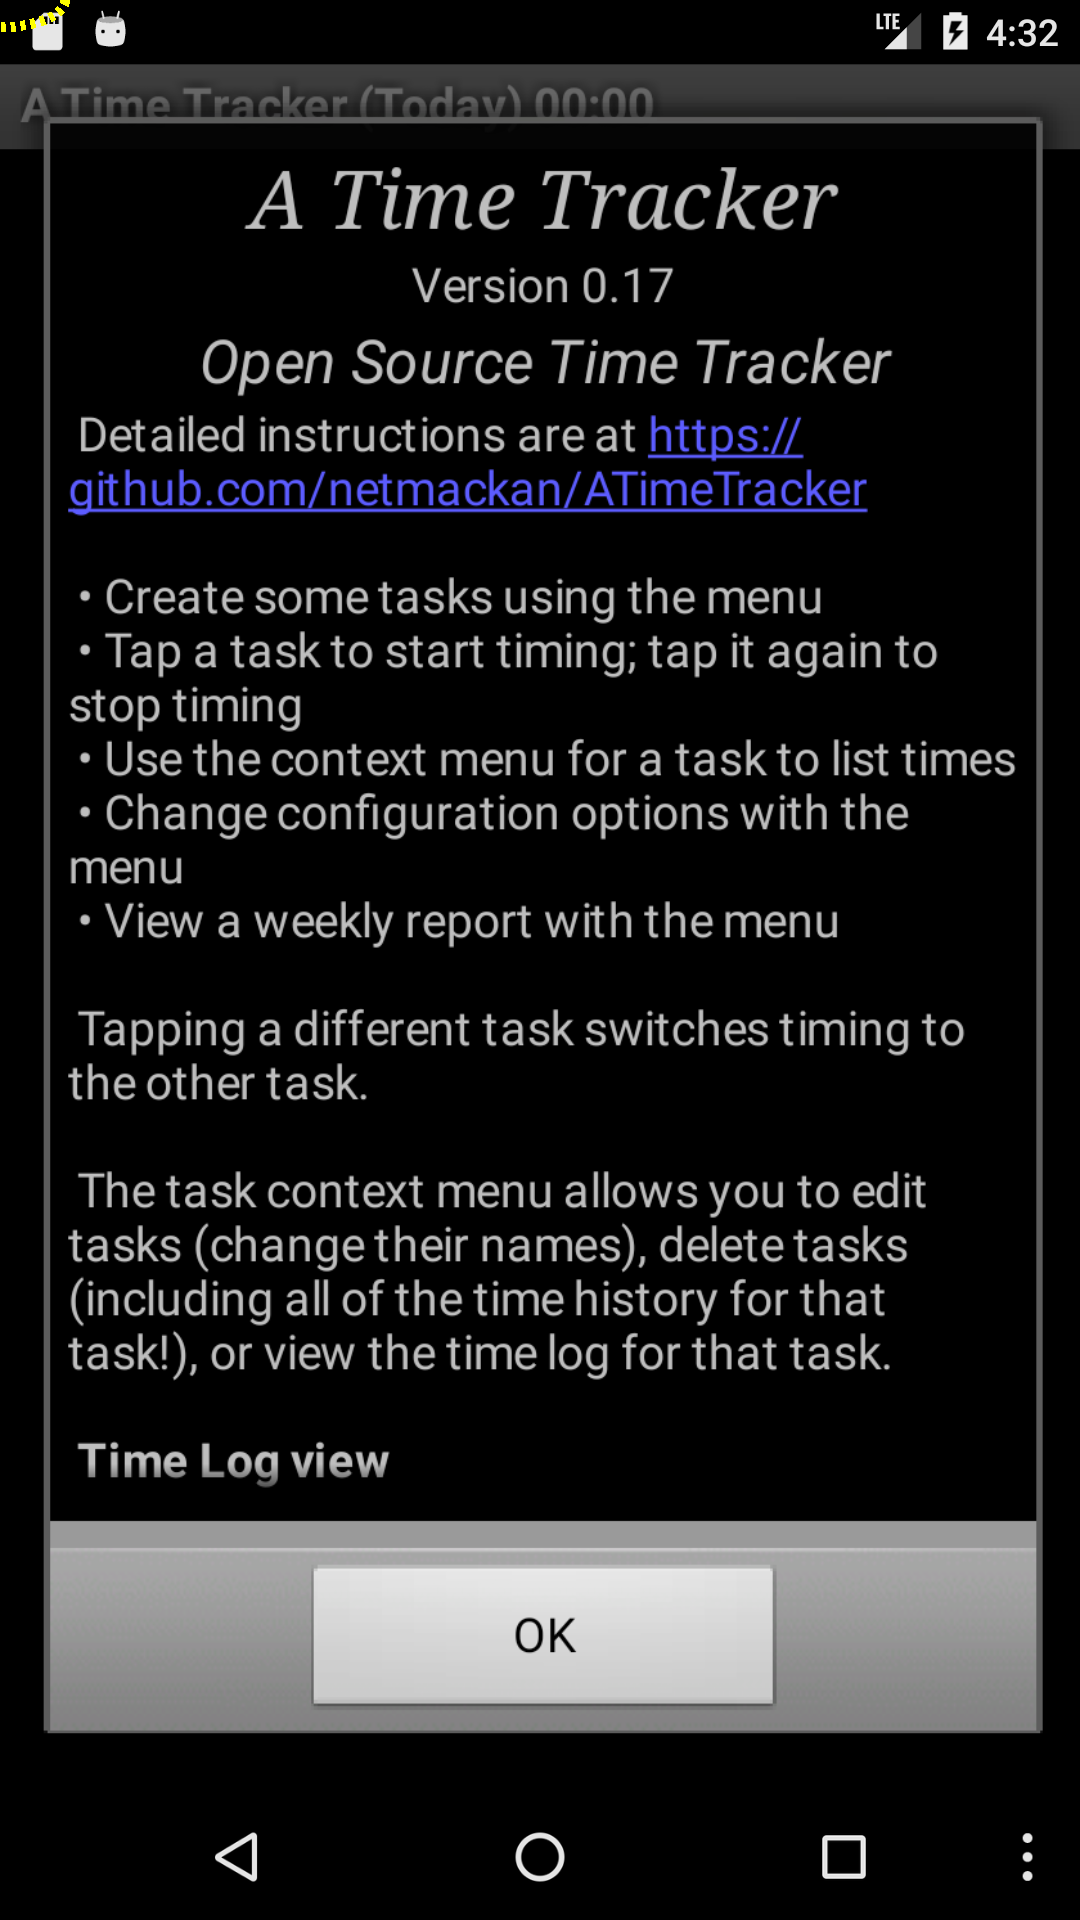 LTE 4:32
A Time Tracker (Today) 00:00
A Time Tracker
Version 0.17
Open Source Time Tracker
Detailed instructions are at https://
github.com/netmackan/ATimeTracker
• Create some tasks using the menu
• Tap a task to start timing; tap it again to
stop timing
• Use the context menu for a task to list times
• Change configuration options with the
menu
• View a weekly report with the menu
Tapping a different task switches timing to
the other task.
The task context menu allows you to edit
tasks (change their names), delete tasks
(including all of the time history for that
task!), or view the time log for that task.
Time Log view
OK